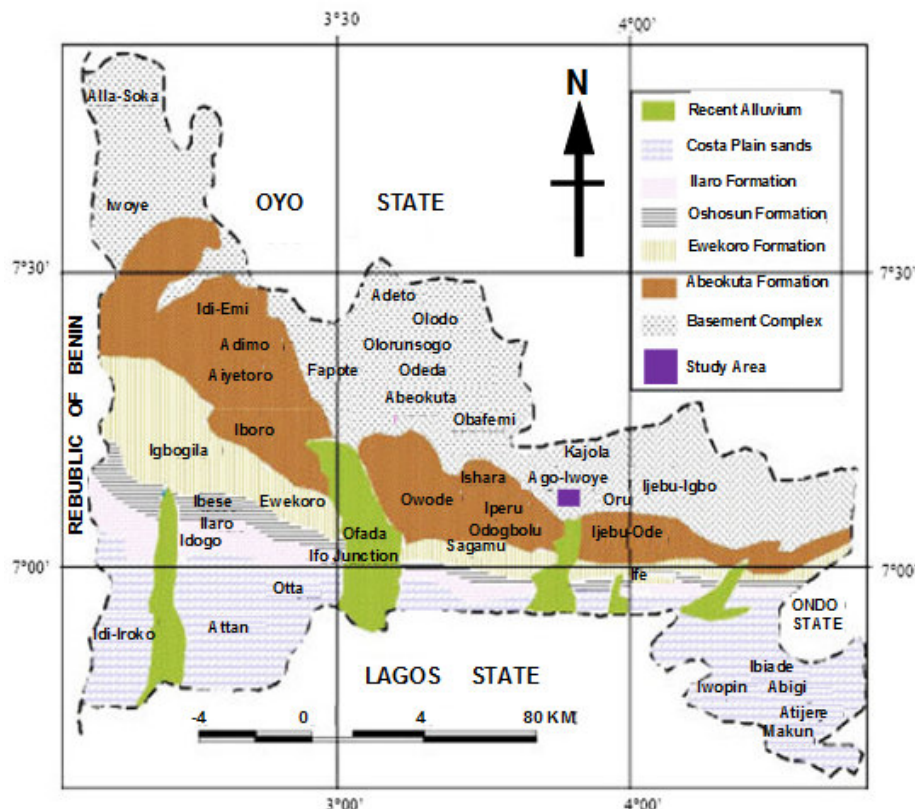 3°30
4°00'
Alla-Soka
N
Recent Alluvium
Costa Plain sands
Ilaro Formation
Oshosun Formation
Ewekoro Formation
Abeokuta Formation
Basement Complex
Study Area
Iwoye
OYO STATE
7°30'
7°30'
REBUBLIC OF BENIN
Idi-Emi
Adeto
Olodo
Adimo
Olorunsogo
Fapote
Odeda
Aiyetoro
Abeokuta
Iboro
Obafemi
Igbogila
Kajola
Ishara
Ago-Iwoye
Ijebu-Igbo
Ibese
Ewekoro
Owode
Iperu
Oru
Ilaro
Ofada
Odogbolu
Ijebu-Ode
Idogo
Ifo Junction
Sagamu
7°00'
7°00'
Ife
Otta
ONDO
STATE
Idi-Iroko
Attan
LAGOS STATE
Ibiade
Iwopin
Abigi
Atijere
Makun
-4 0 4 80 KM
3°00'
4°00'